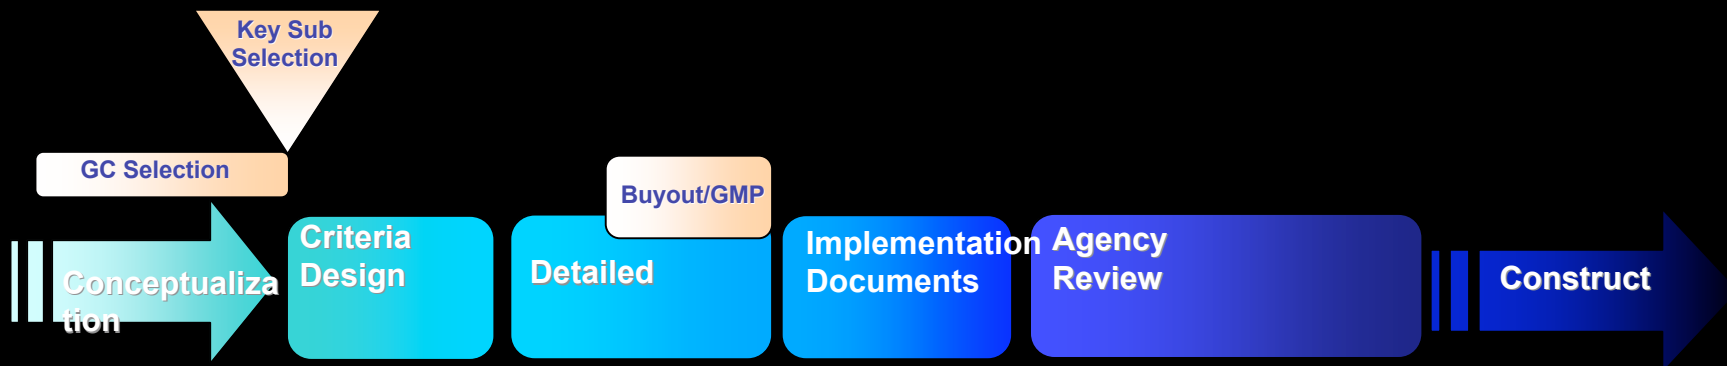 Key Sub
Selection
GC Selection
Buyout/GMP
Conceptualiza
tion
Criteria
Design
Detailed
Implementation
Documents
Agency
Review
Construct